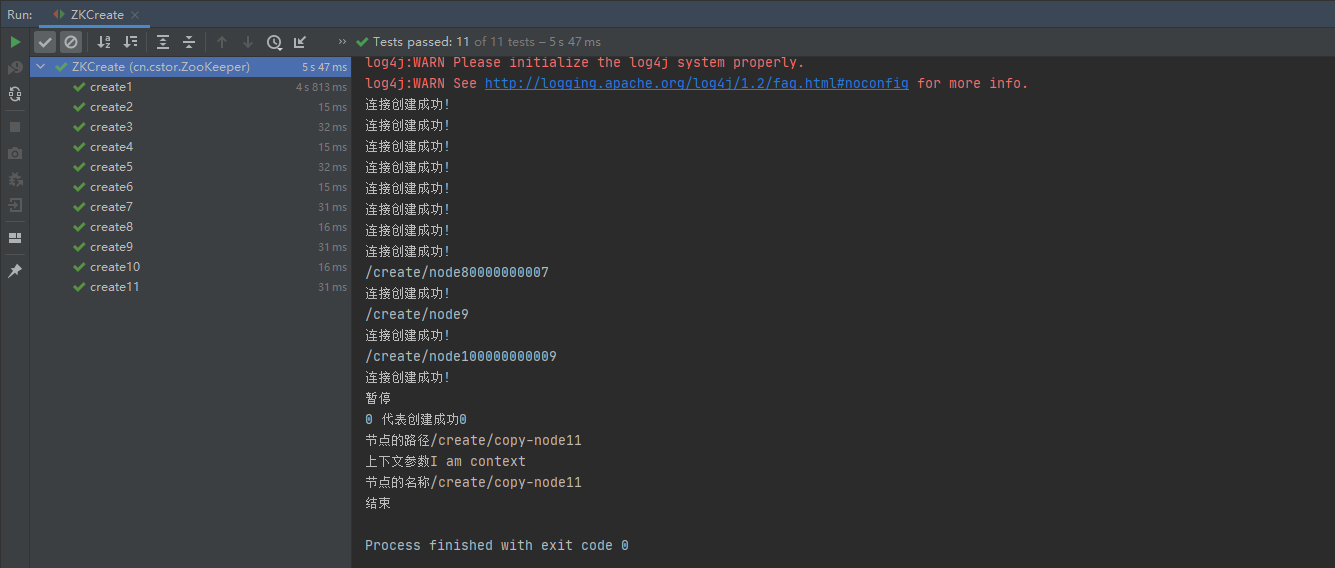 Run: ZKCreate
Tests passed: 11 of 11 tests – 5 s 47 ms
ZKCreate (cn.cstor.ZooKeeper) 5 s 47 ms
create1 4 s 813 ms
create2 15 ms
create3 32 ms
create4 15 ms
create5 32 ms
create6 15 ms
create7 31 ms
create8 16 ms
create9 31 ms
create10 16 ms
create11 31 ms
log4j:WARN Please initialize the log4j system properly.
log4j:WARN See http://logging.apache.org/log4j/1.2/faq.html#noconfig for more info.
连接创建成功!
连接创建成功!
连接创建成功!
连接创建成功!
连接创建成功!
连接创建成功!
连接创建成功!
连接创建成功!
/create/node80000000007
连接创建成功!
/create/node9
连接创建成功!
/create/node100000000009
连接创建成功!
暂停
0 代表创建成功0
节点的路径/create/copy-node11
上下文参数I am context
节点的名称/create/copy-node11
结束
Process finished with exit code 0